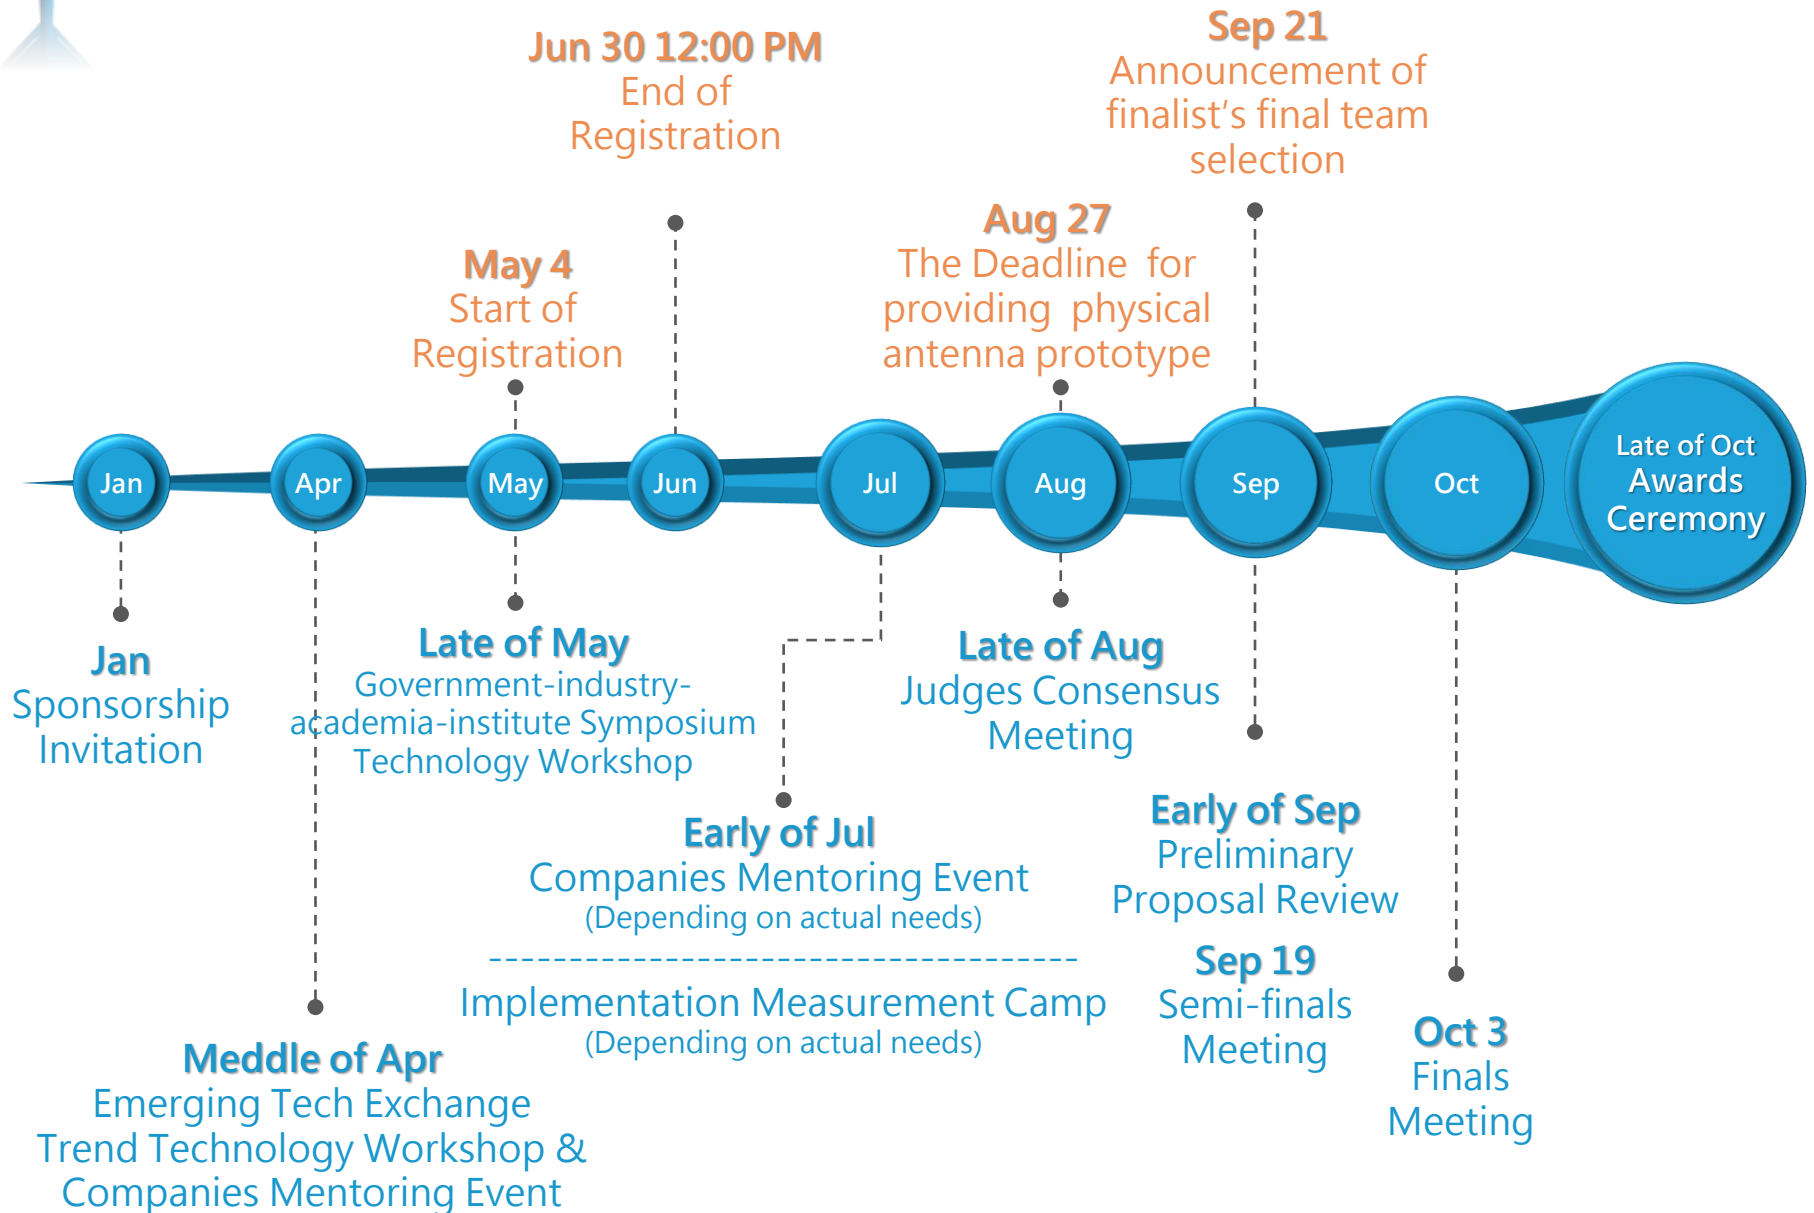 Jun 30 12:00 PM
End of
Registration
Sep 21
Announcement of
finalist's final team
selection
May 4
Start of
Registration
Aug 27
The Deadline for
providing physical
antenna prototype
Jan
Apr
May
Jun
Jul
Aug
Sep
Oct
Late of Oct
Awards
Ceremony
Jan
Sponsorship
Invitation
Meddle of Apr
Emerging Tech Exchange
Trend Technology Workshop &
Companies Mentoring Event
Late of May
Government-industry-
academia-institute Symposium
Technology Workshop
Early of Jul
Companies Mentoring Event
(Depending on actual needs)
Implementation Measurement Camp
(Depending on actual needs)
Late of Aug
Judges Consensus
Meeting
Early of Sep
Preliminary
Proposal Review
Sep 19
Semi-finals
Meeting
Oct 3
Finals
Meeting